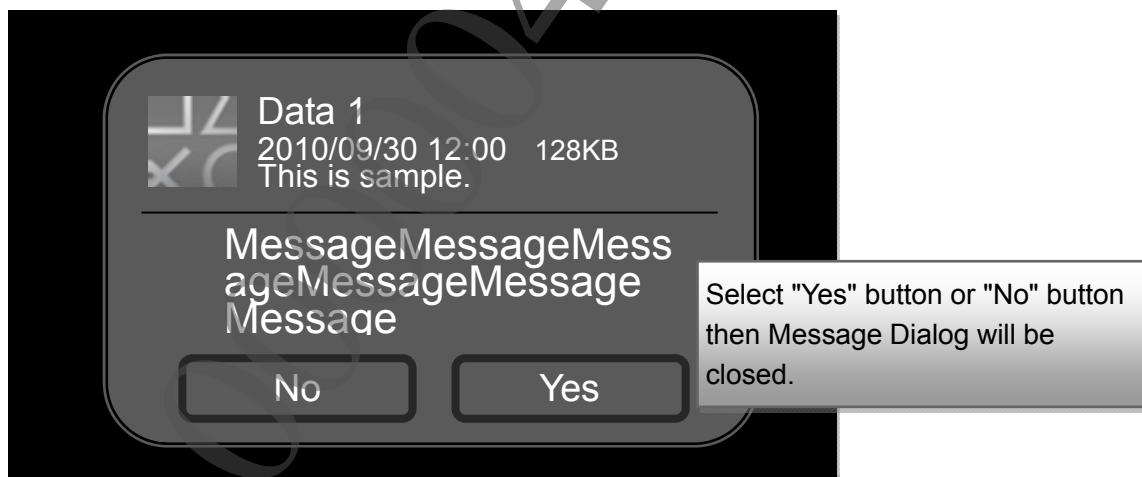 Data 1
2010/09/30 12:00 128KB
This is sample.
MessageMessageMess
ageMessageMessage
Message
No Yes
Select "Yes" button or "No" button
then Message Dialog will be
closed.